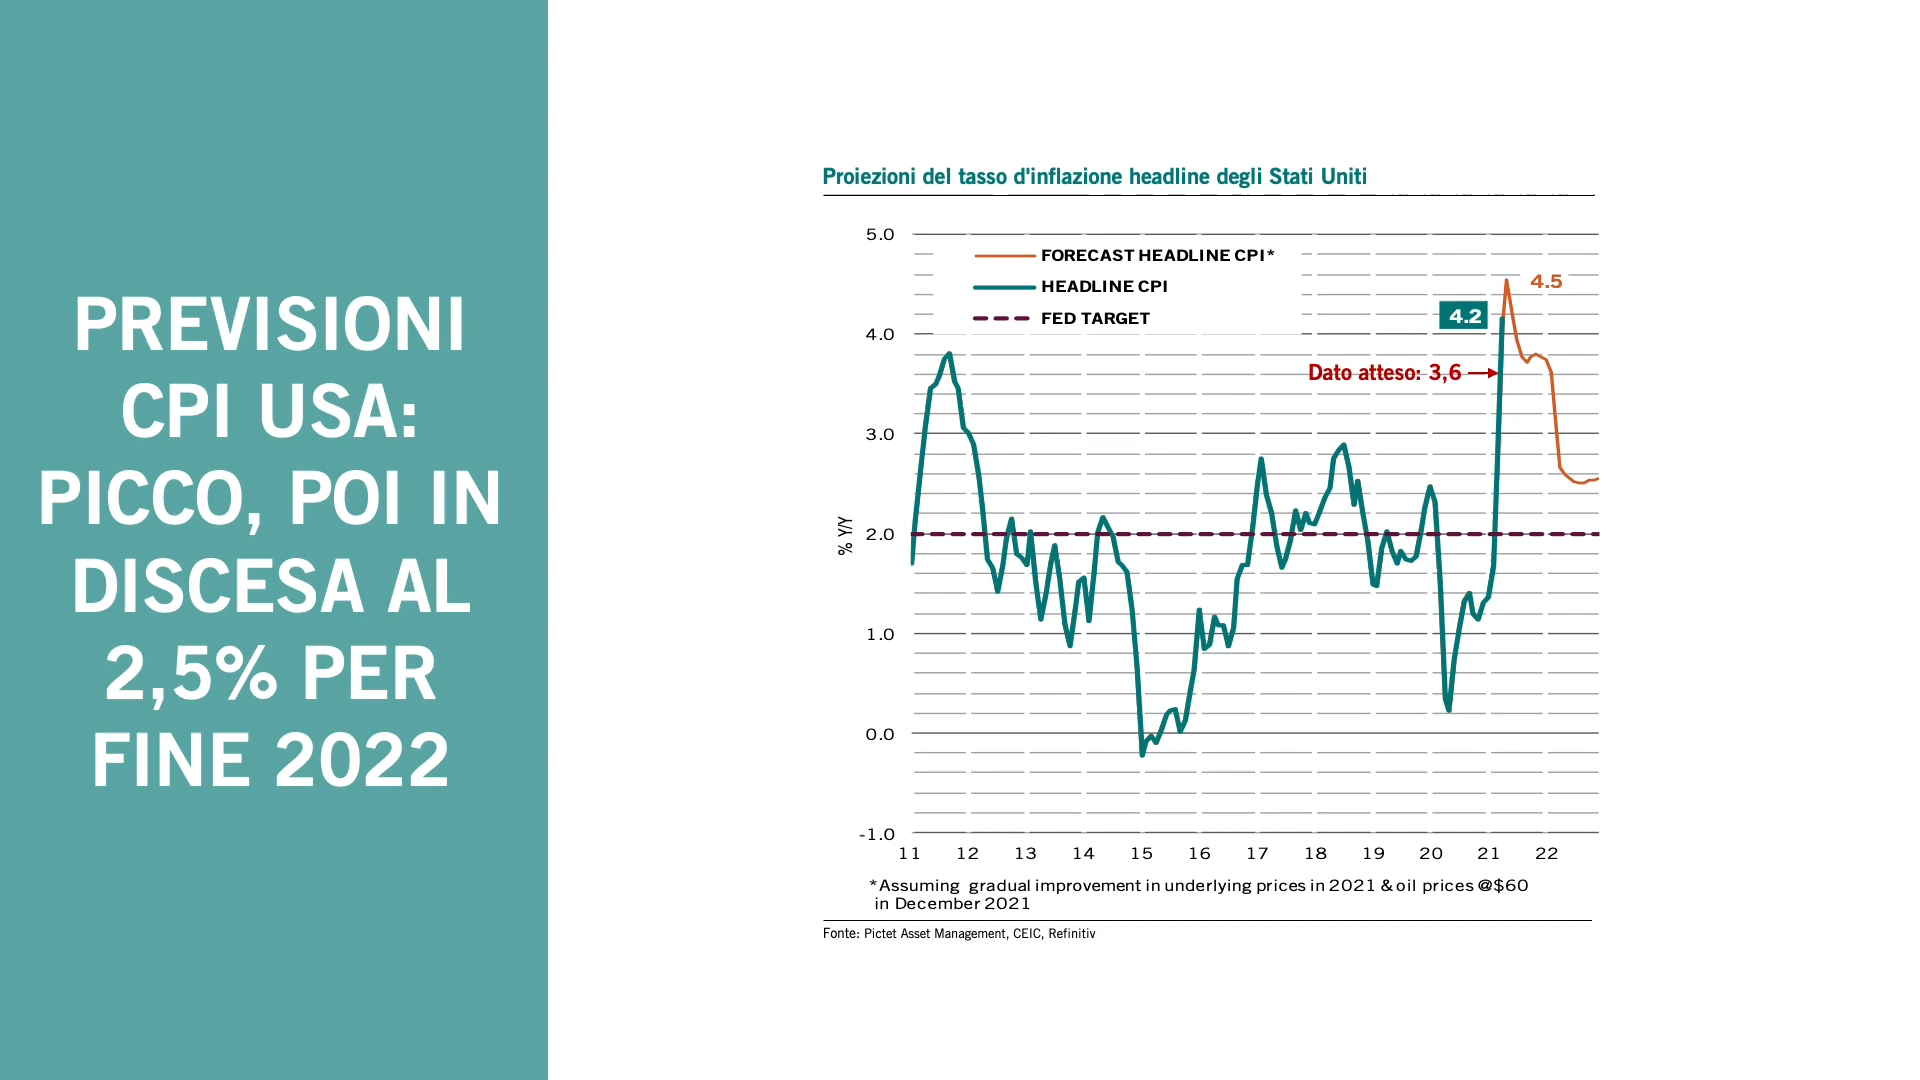 PREVISIONI
CPI USA:
PICCO, POI IN
DISCESA AL
2,5% PER
FINE 2022
Proiezioni del tasso d'inflazione headline degli Stati Uniti
5.0
4.0
3.0
2.0
1.0
0.0
-1.0
% Y/Y
FORECAST HEADLINE CPI*
HEADLINE CPI
FED TARGET
4.5
4.2
Dato atteso: 3,6
11 12 13 14 15 16 17 18 19 20 21 22
*Assuming gradual improvement in underlying prices in 2021 & oil prices @$60
in December 2021
Fonte: Pictet Asset Management, CEIC, Refinitiv